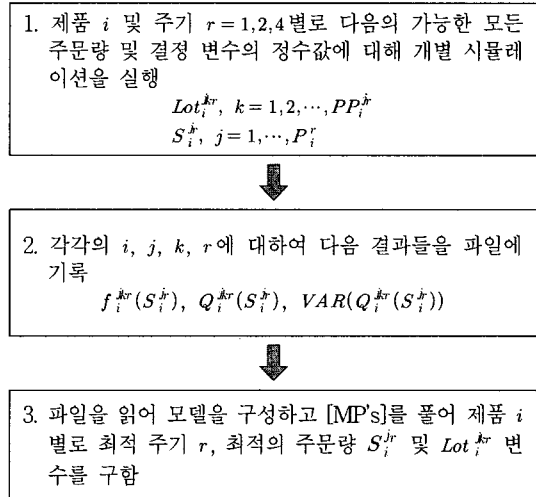 1. 제품 i 및 주기 r = 1,2,4 별로 다음의 가능한 모든
주문량 및 결정 변수의 정수값에 대해 개별 시뮬레
이션을 실행
Lot_i^{jkr}, k = 1,2,⋯,PP_i^{jr}
S_i^{jr}, j = 1,⋯,P_i^r
2. 각각의 i, j, k, r에 대하여 다음 결과들을 파일에
기록
f_i^{jkr}(S_i^{jr}), Q_i^{jkr}(S_i^{jr}), VAR(Q_i^{jkr}(S_i^{jr}))
3. 파일을 읽어 모델을 구성하고 [MP's]를 풀어 제품 i
별로 최적 주기 r, 최적의 주문량 S_i^{jr} 및 Lot_i^{jkr} 변
수를 구함